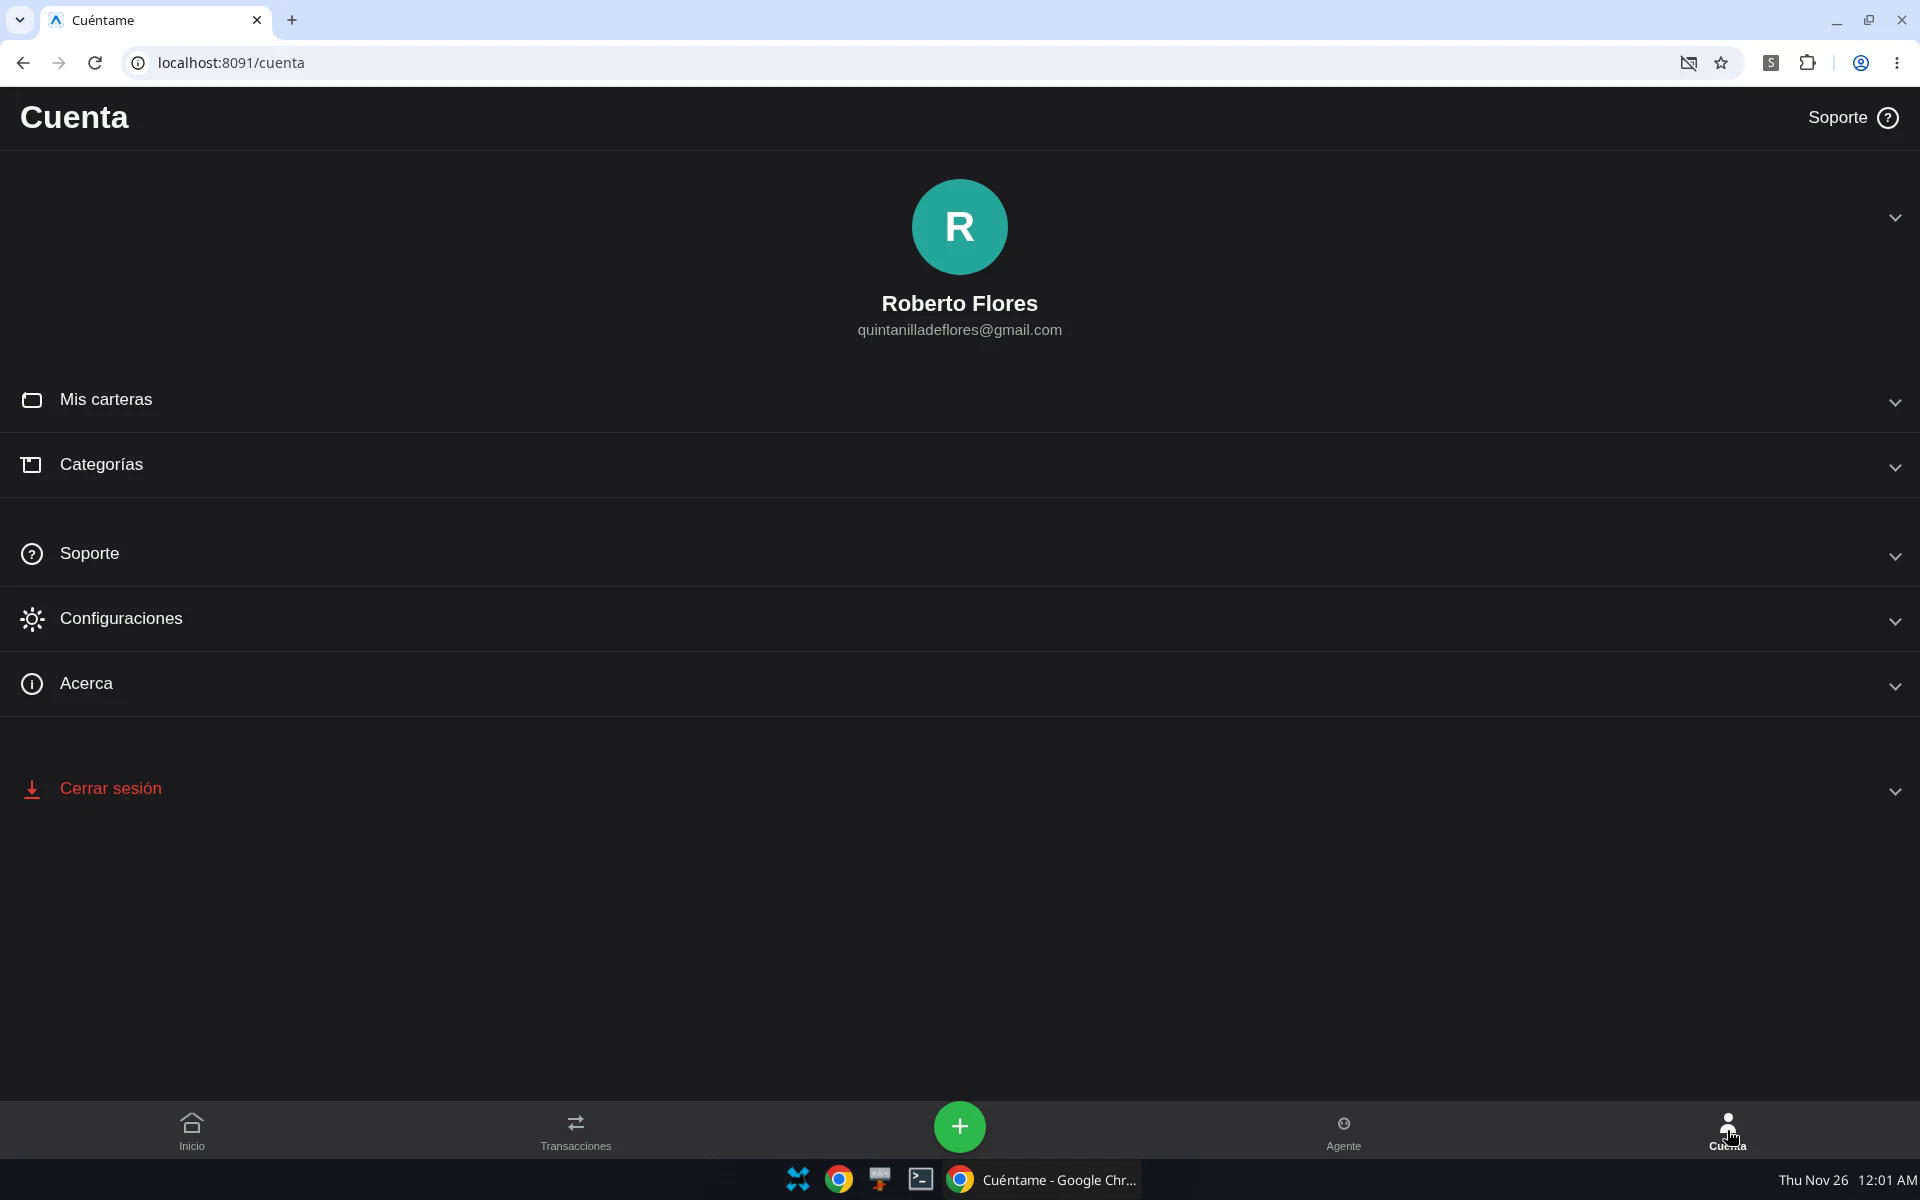 Cuéntame
localhost:8091/cuenta
S
Cuenta
Soporte ?
R
Roberto Flores
quintanilladeflores@gmail.com
Mis carteras
Categorías
? Soporte
Configuraciones
i Acerca
Cerrar sesión
Inicio
Transacciones
+
Agente
Cuenta
Cuéntame - Google Chr...
Thu Nov 26 12:01 AM